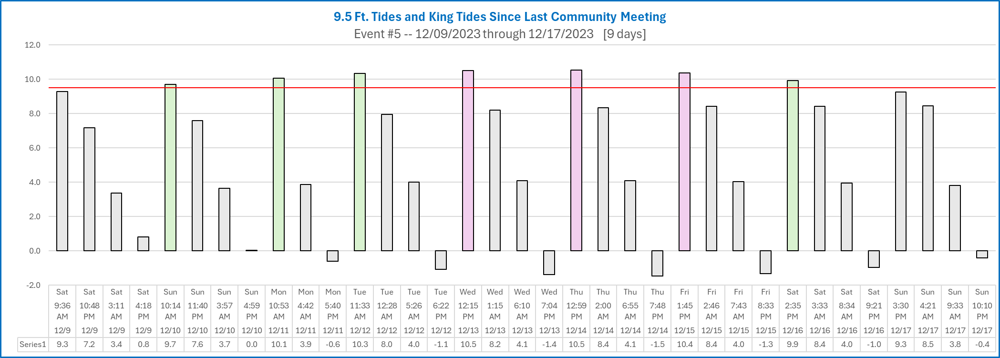 9.5 Ft. Tides and King Tides Since Last Community Meeting
Event #5 -- 12/09/2023 through 12/17/2023 [9 days]
12.0
10.0
8.0
6.0
4.0
2.0
0.0
-2.0
Sat Sat Sat Sat Sun Sun Sun Sun Mon Mon Mon Tue Tue Tue Tue Wed Wed Wed Wed Thu Thu Thu Thu Fri Fri Fri Fri Sat Sat Sat Sat Sun Sun Sun Sun
9:36 10:48 3:11 4:18 10:14 11:40 3:57 4:59 10:53 4:42 5:40 11:33 12:28 5:26 6:22 12:15 1:15 6:10 7:04 12:59 2:00 6:55 7:48 1:45 2:46 7:43 8:33 2:35 3:33 8:34 9:21 3:30 4:21 9:33 10:10
AM PM AM PM AM PM AM PM AM AM PM AM AM AM PM PM AM AM PM PM AM AM PM PM AM AM PM PM AM AM PM PM AM AM PM
12/9 12/9 12/9 12/9 12/10 12/10 12/10 12/10 12/11 12/11 12/11 12/12 12/12 12/12 12/12 12/13 12/13 12/13 12/13 12/14 12/14 12/14 12/14 12/15 12/15 12/15 12/15 12/16 12/16 12/16 12/16 12/17 12/17 12/17 12/17
Series1 9.3 7.2 3.4 0.8 9.7 7.6 3.7 0.0 10.1 3.9 -0.6 10.3 8.0 4.0 -1.1 10.5 8.2 4.1 -1.4 10.5 8.4 4.1 -1.5 10.4 8.4 4.0 -1.3 9.9 8.4 4.0 -1.0 9.3 8.5 3.8 -0.4